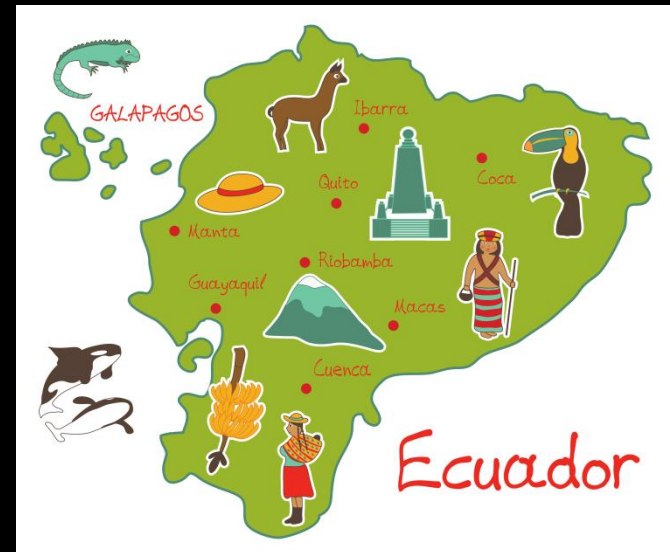 GALAPAGOS
Ibarra
Quito
Coca
Manta
Riobamba
Guayaquil
Macas
Cuenca
Ecuador